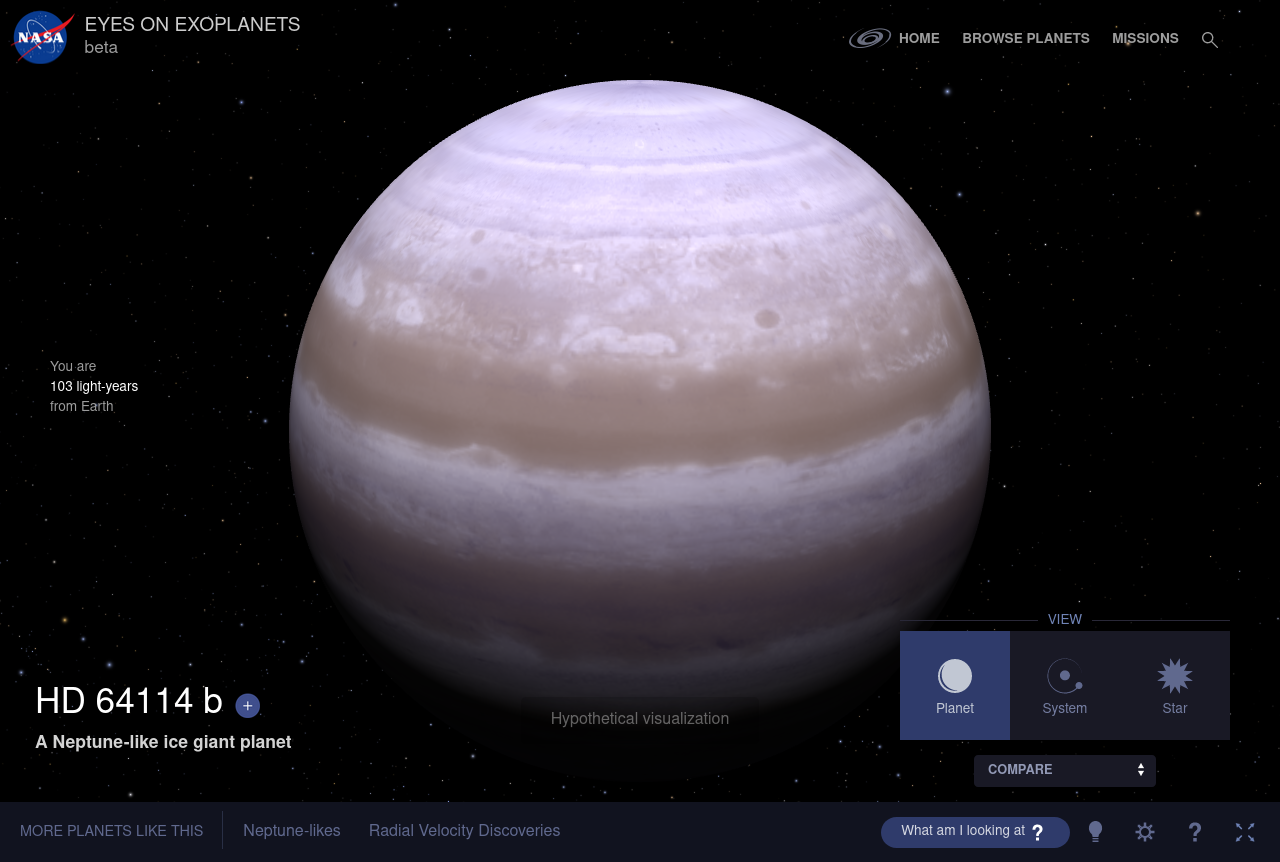 NASA
EYES ON EXOPLANETS
beta
HOME
BROWSE PLANETS
MISSIONS
You are
103 light-years
from Earth
VIEW
Planet
System
Star
HD 64114 b +
A Neptune-like ice giant planet
Hypothetical visualization
COMPARE
MORE PLANETS LIKE THIS
Neptune-likes
Radial Velocity Discoveries
What am I looking at ?
?